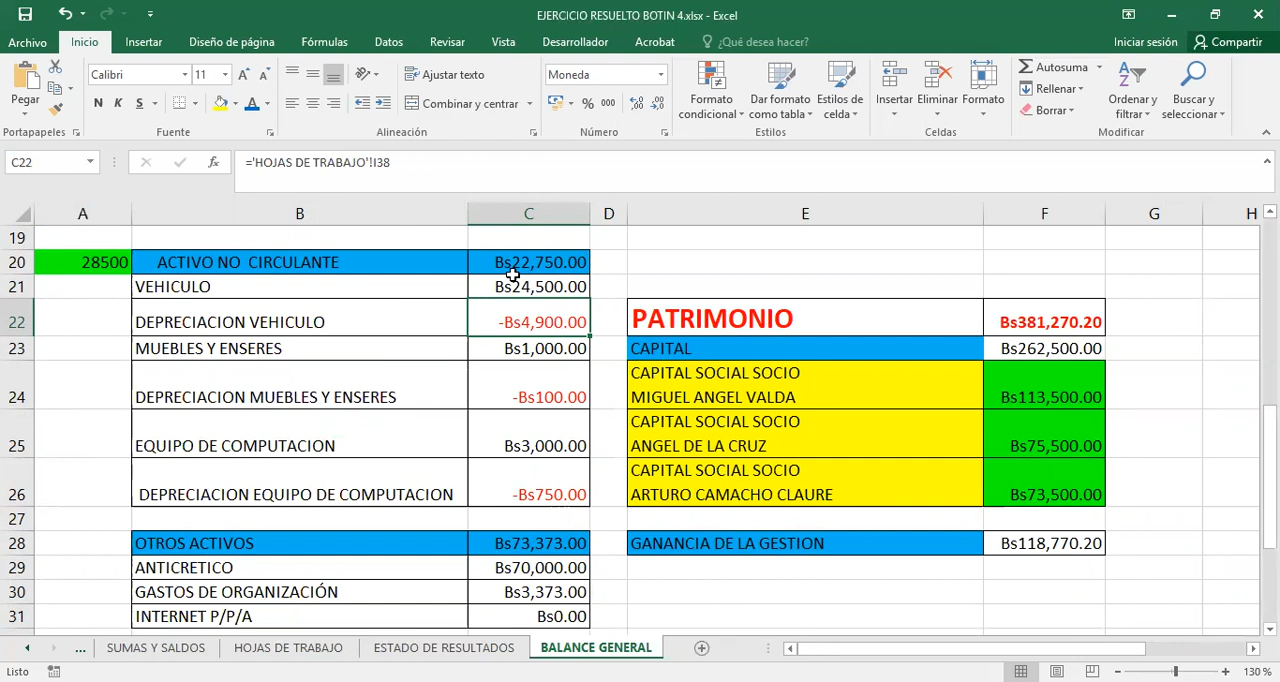 EJERCICIO RESUELTO BOTIN 4.xlsx - Excel
Archivo Inicio Insertar Diseño de página Fórmulas Datos Revisar Vista Desarrollador Acrobat ¿Qué desea hacer? Iniciar sesión Compartir
Pegar
Portapapeles
Calibri 11
N K S
Fuente
Ajustar texto
Combinar y centrar
Alineación
Moneda
% 000
Número
Formato condicional
Dar formato como tabla
Estilos de celda
Estilos
Insertar Eliminar Formato
Celdas
Autosuma
Rellenar
Borrar
Ordenar y filtrar
Buscar y seleccionar
Modificar
C22 fx ='HOJAS DE TRABAJO'!I38
A B C D E F G H
19
20 28500 ACTIVO NO CIRCULANTE Bs22,750.00
21 VEHICULO Bs24,500.00
22 DEPRECIACION VEHICULO -Bs4,900.00 PATRIMONIO Bs381,270.20
23 MUEBLES Y ENSERES Bs1,000.00 CAPITAL Bs262,500.00
CAPITAL SOCIAL SOCIO
24 DEPRECIACION MUEBLES Y ENSERES -Bs100.00 MIGUEL ANGEL VALDA Bs113,500.00
CAPITAL SOCIAL SOCIO
25 EQUIPO DE COMPUTACION Bs3,000.00 ANGEL DE LA CRUZ Bs75,500.00
CAPITAL SOCIAL SOCIO
26 DEPRECIACION EQUIPO DE COMPUTACION -Bs750.00 ARTURO CAMACHO CLAURE Bs73,500.00
27
28 OTROS ACTIVOS Bs73,373.00 GANANCIA DE LA GESTION Bs118,770.20
29 ANTICRETICO Bs70,000.00
30 GASTOS DE ORGANIZACIÓN Bs3,373.00
31 INTERNET P/P/A Bs0.00
... SUMAS Y SALDOS HOJAS DE TRABAJO ESTADO DE RESULTADOS BALANCE GENERAL
Listo 130 %